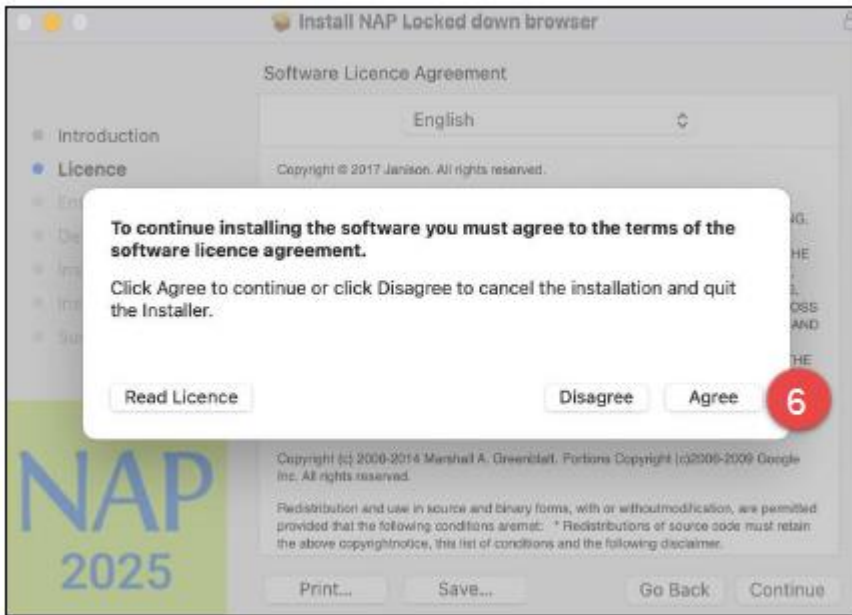 Install NAP Locked down browser
Software Licence Agreement
English
Introduction
Licence
Copyright © 2017 Janison. All rights reserved.
To continue installing the software you must agree to the terms of the
software licence agreement.
Click Agree to continue or click Disagree to cancel the installation and quit
the Installer.
Read Licence
Disagree
Agree
6
Copyright (c) 2006-2014 Marshall A. Greenblatt. Portions Copyright (c)2006-2009 Google
Inc. All rights reserved.
Redistribution and use in source and binary forms, with or withoutmodification, are permitted
provided that the following conditions aremet: * Redistributions of source code must retain
the above copyrightnotice, this list of conditions and the following disclaimer.
NAP
2025
Print...
Save...
Go Back
Continue